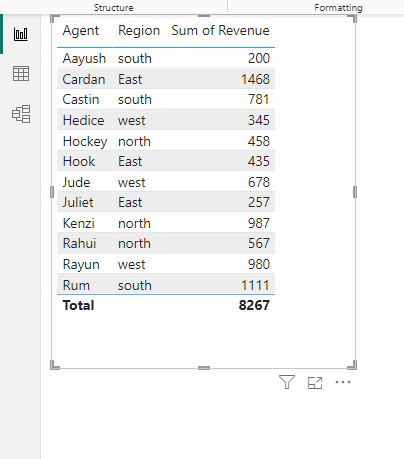 Structure Formatting
Agent Region Sum of Revenue
Aayush south 200
Cardan East 1468
Castin south 781
Hedice west 345
Hockey north 458
Hook East 435
Jude west 678
Juliet East 257
Kenzi north 987
Rahui north 567
Rayun west 980
Rum south 1111
Total 8267